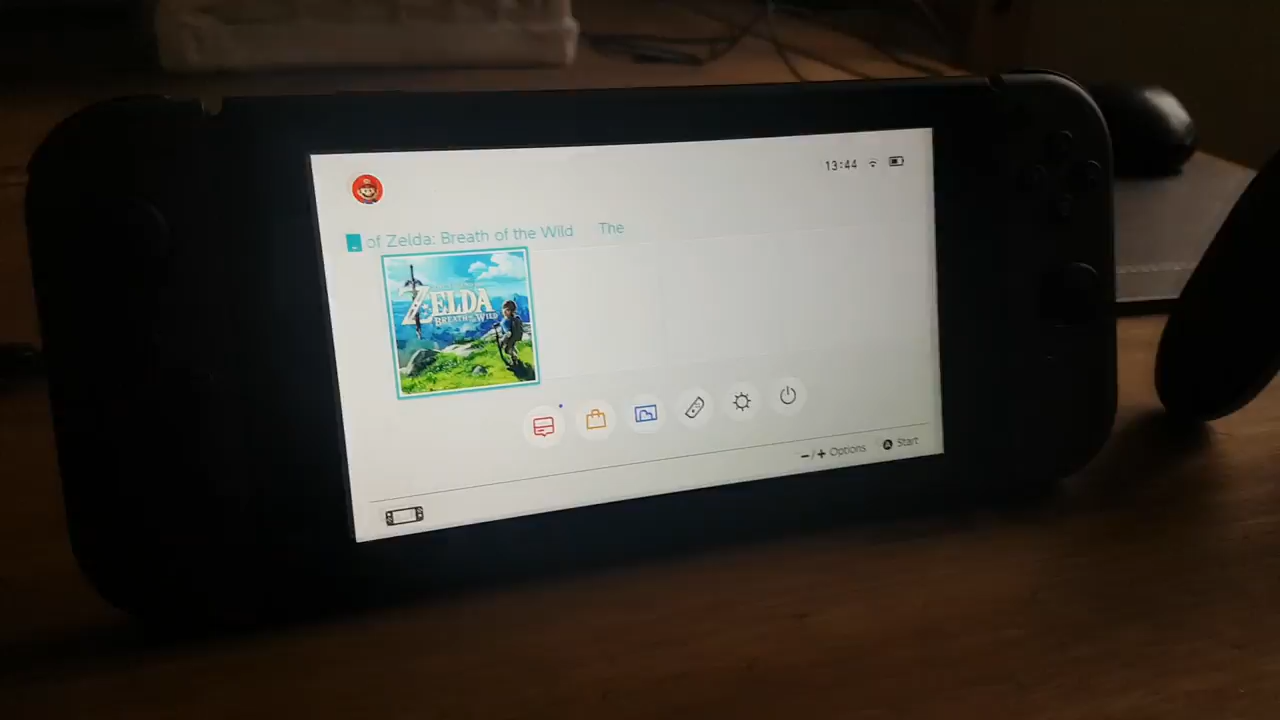 13:44
of Zelda: Breath of the Wild The
ZELDA
BREATH OF THE WILD
-/+ Options A Start